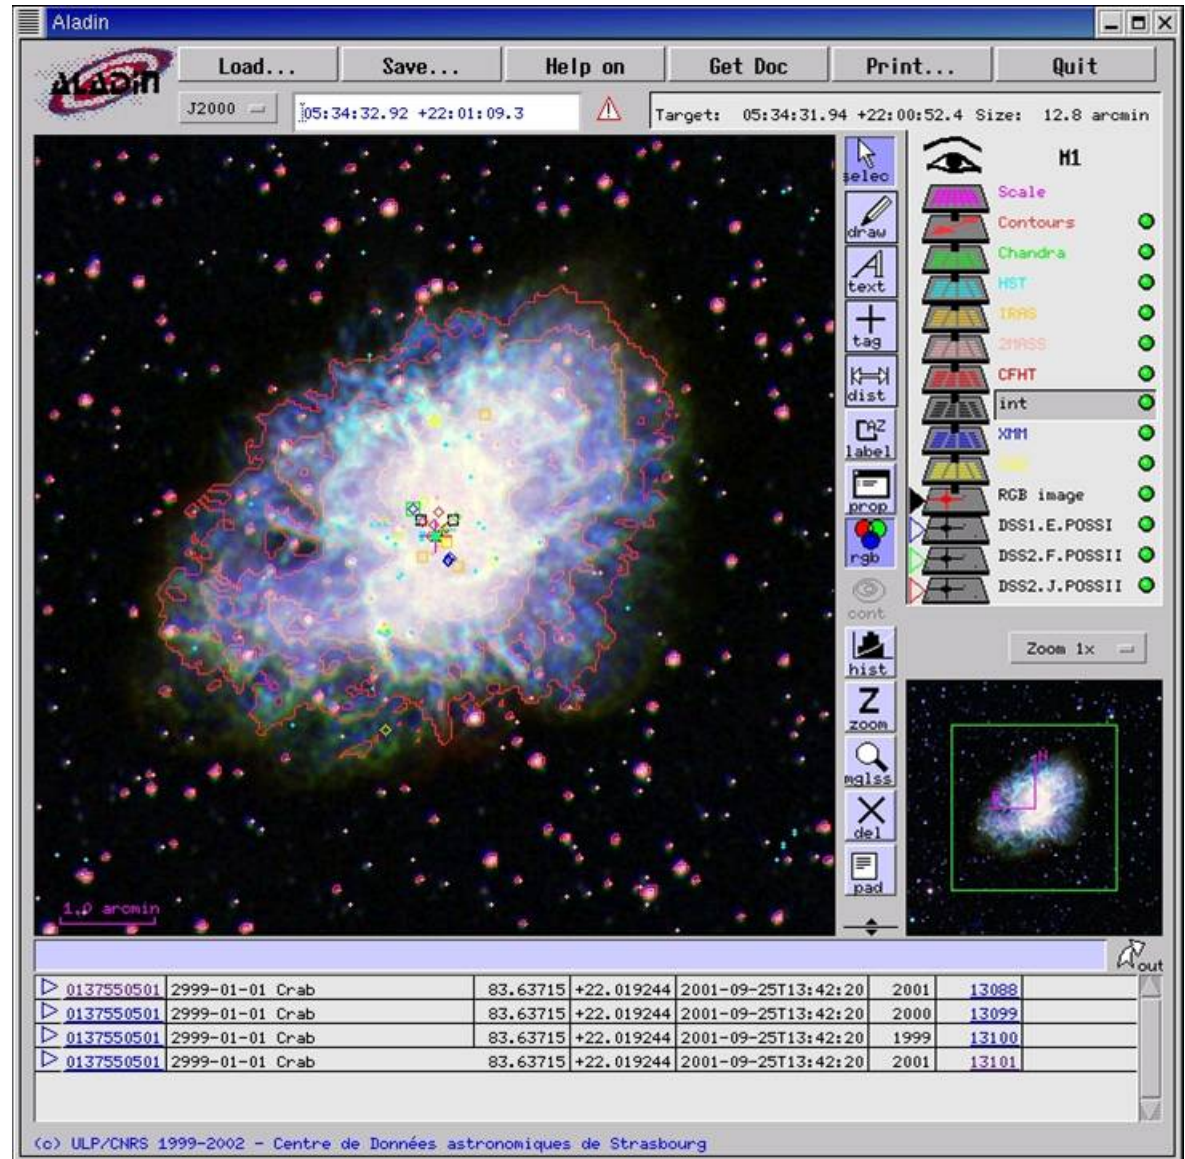 Aladin
ALADIN
Load... Save... Help on Get Doc Print... Quit
J2000 05:34:32.92 +22:01:09.3 Target: 05:34:31.94 +22:00:52.4 Size: 12.8 arcmin
M1
selec
draw
text
tag
dist
label
prop
rgb
cont
hist
zoom
mglss
del
pad
Scale
Contours
Chandra
HST
IRAS
2MASS
CFHT
int
XMM
RGB image
DSS1.E.POSSI
DSS2.F.POSSII
DSS2.J.POSSII
Zoom 1x
N
E
1.0 arcmin
out
0137550501 2999-01-01 Crab 83.63715 +22.019244 2001-09-25T13:42:20 2001 13088
0137550501 2999-01-01 Crab 83.63715 +22.019244 2001-09-25T13:42:20 2000 13099
0137550501 2999-01-01 Crab 83.63715 +22.019244 2001-09-25T13:42:20 1999 13100
0137550501 2999-01-01 Crab 83.63715 +22.019244 2001-09-25T13:42:20 2001 13101
(c) ULP/CNRS 1999-2002 - Centre de Données astronomiques de Strasbourg